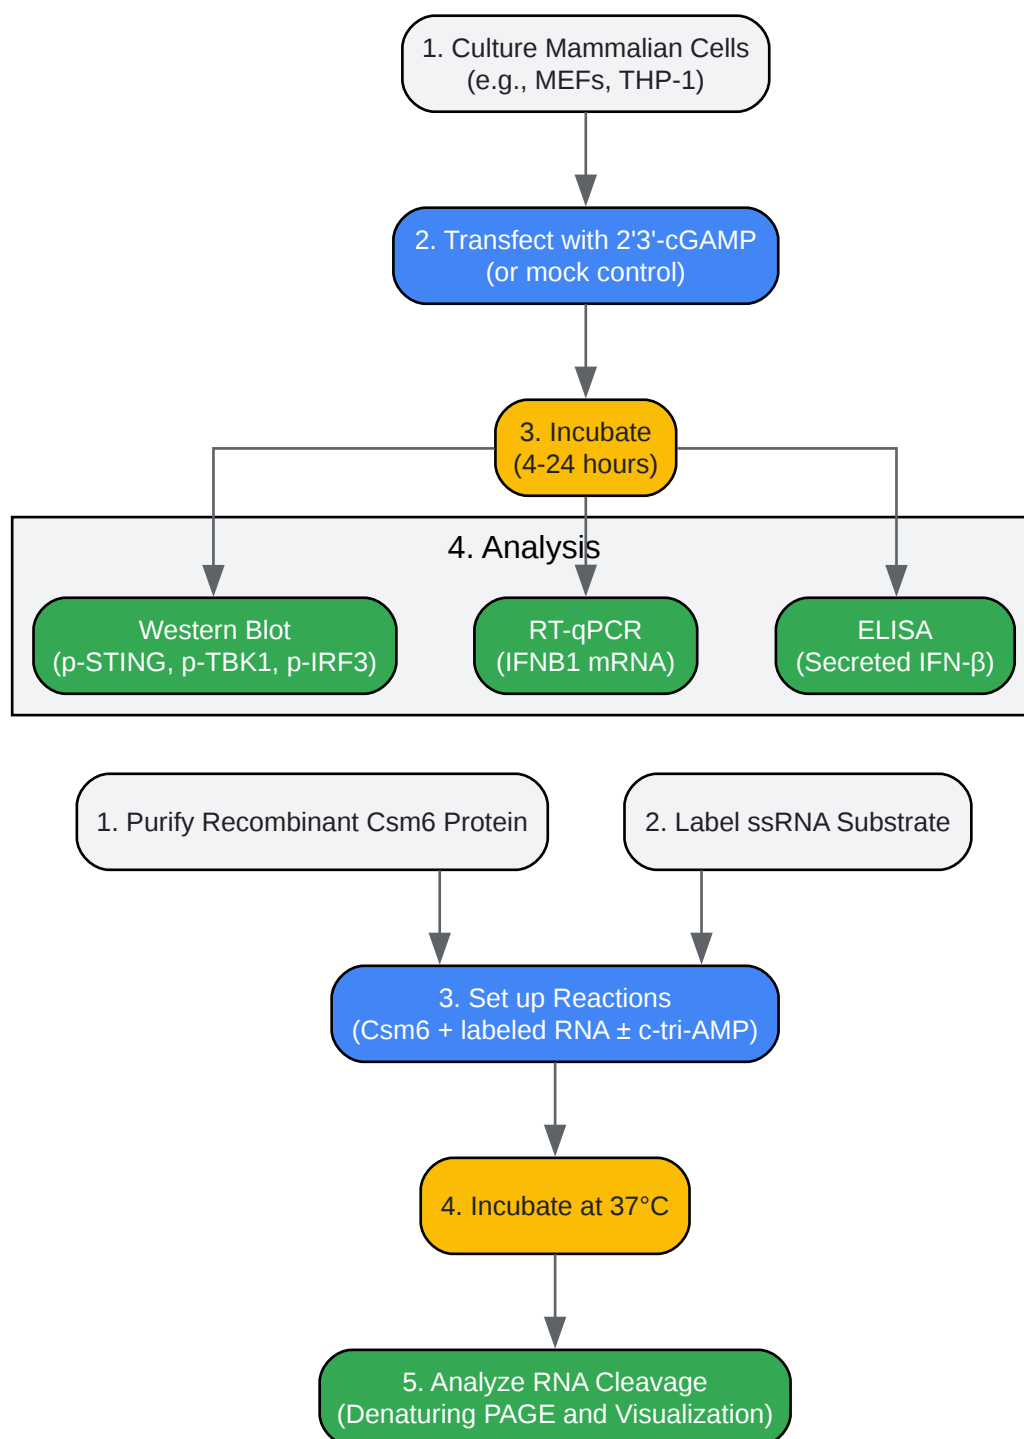 1. Culture Mammalian Cells
(e.g., MEFs, THP-1)
2. Transfect with 2'3'-cGAMP
(or mock control)
3. Incubate
(4-24 hours)
4. Analysis
Western Blot
(p-STING, p-TBK1, p-IRF3)
RT-qPCR
(IFNB1 mRNA)
ELISA
(Secreted IFN-β)
1. Purify Recombinant Csm6 Protein
2. Label ssRNA Substrate
3. Set up Reactions
(Csm6 + labeled RNA ± c-tri-AMP)
4. Incubate at 37°C
5. Analyze RNA Cleavage
(Denaturing PAGE and Visualization)